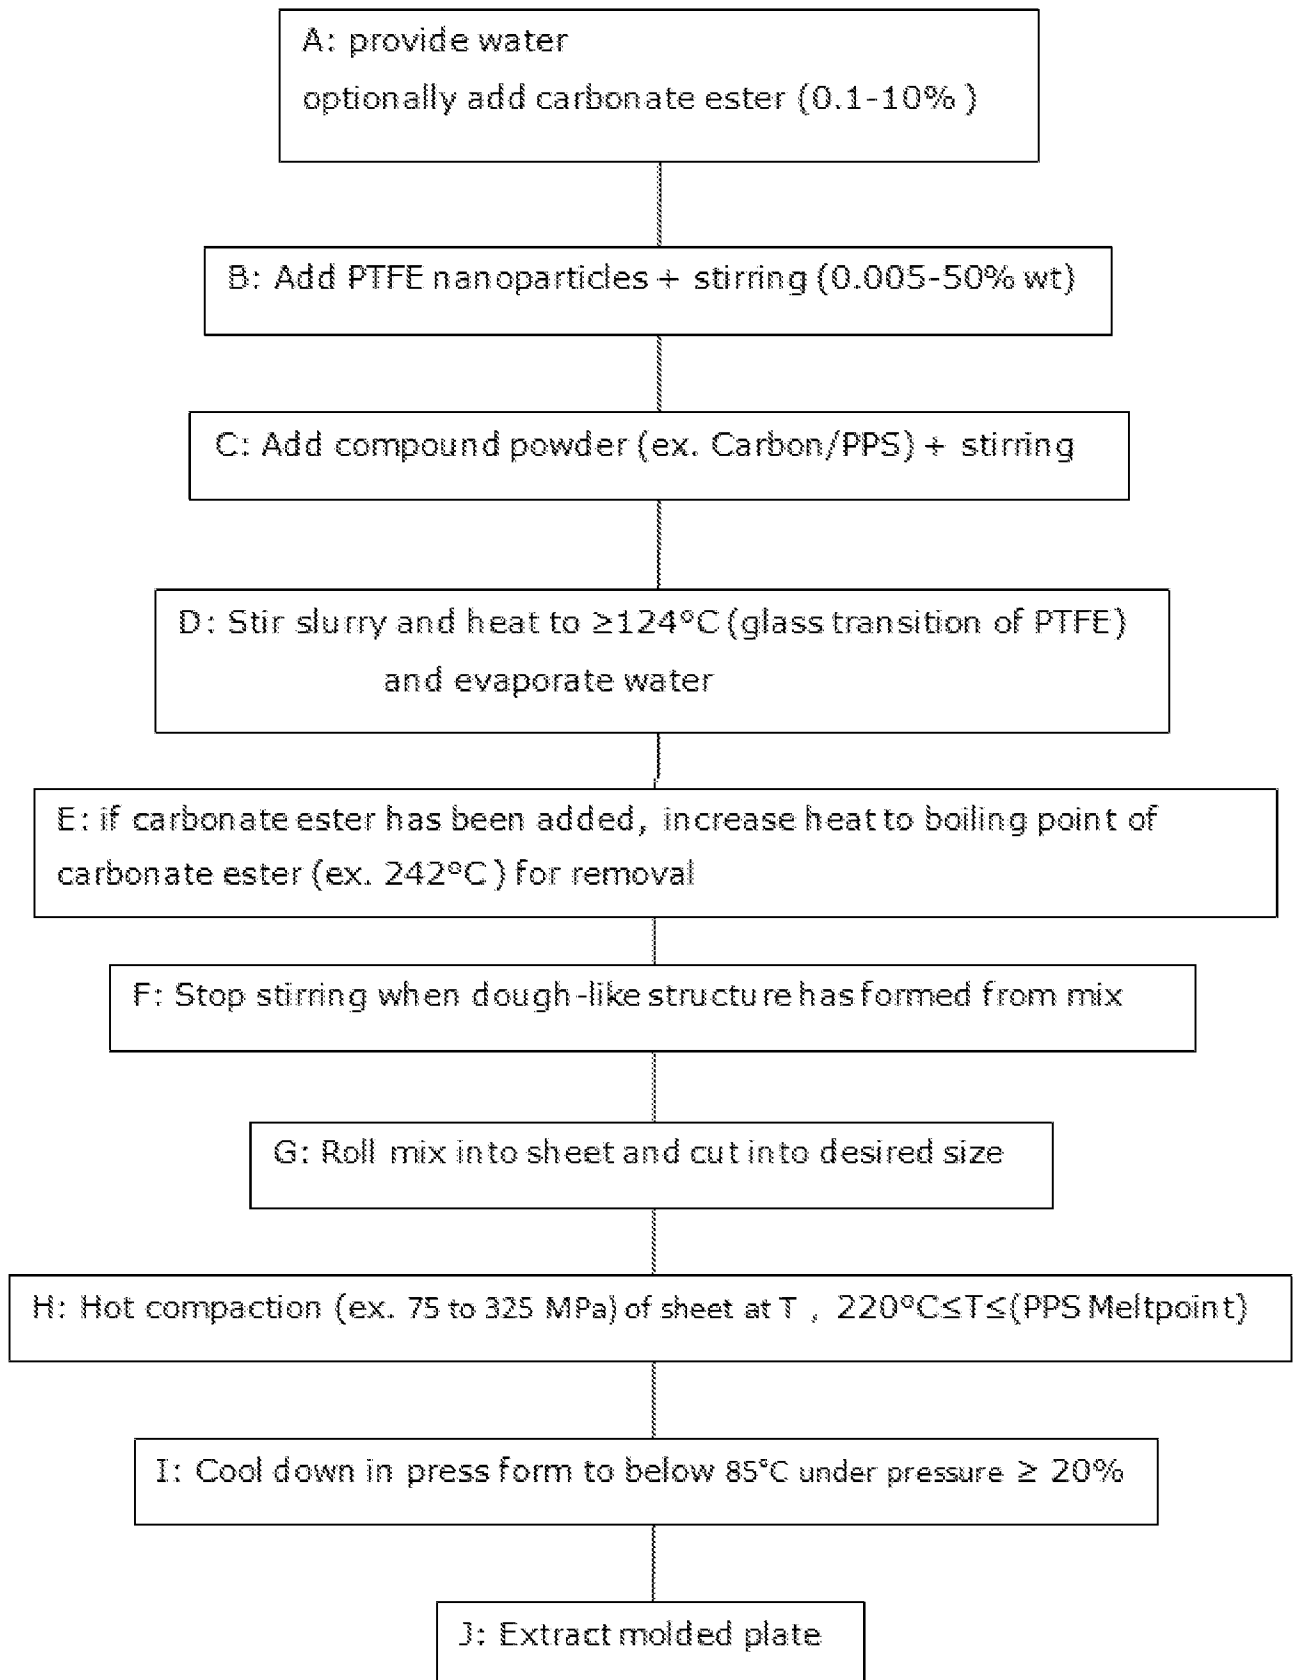 A: provide water
optionally add carbonate ester (0.1-10% )
B: Add PTFE nanoparticles + stirring (0.005-50% wt)
C: Add compound powder (ex. Carbon/PPS) + stirring
D: Stir slurry and heat to ≥124°C (glass transition of PTFE)
and evaporate water
E: if carbonate ester has been added, increase heat to boiling point of
carbonate ester (ex. 242°C ) for removal
F: Stop stirring when dough-like structure has formed from mix
G: Roll mix into sheet and cut into desired size
H: Hot compaction (ex. 75 to 325 MPa) of sheet at T , 220°C≤T≤(PPS Meltpoint)
I: Cool down in press form to below 85°C under pressure ≥ 20%
J: Extract molded plate